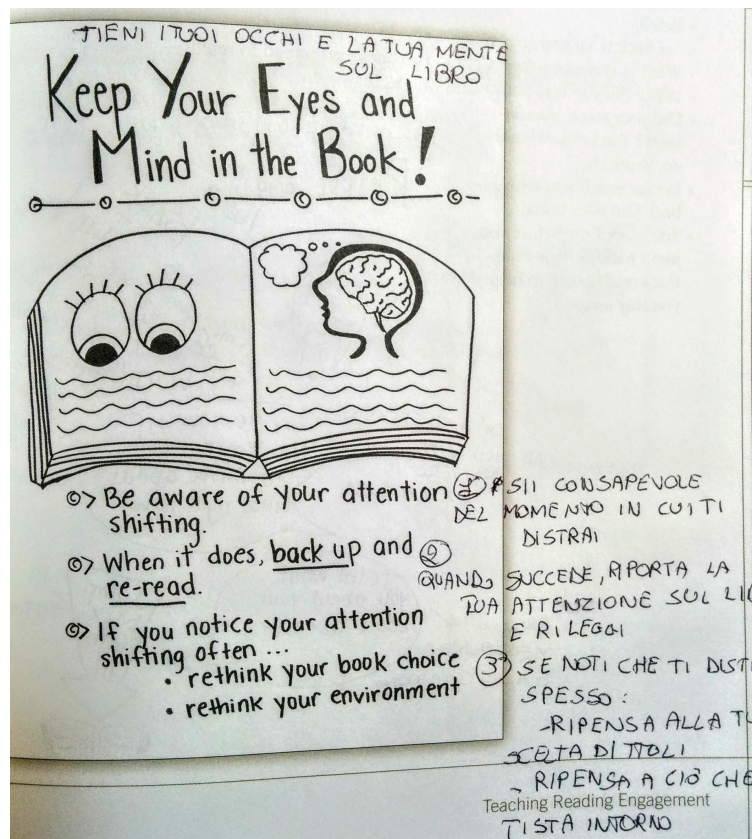 TIENI I TUOI OCCHI E LA TUA MENTE
SUL LIBRO
Keep Your Eyes and
Mind in the Book!
Be aware of your attention
shifting.
When it does, back up and
re-read.
If you notice your attention
shifting often ...
• rethink your book choice
• rethink your environment
1 SII CONSAPEVOLE
DEL MOMENTO IN CUI TI
DISTRAI
2
QUANDO SUCCEDE, RIPORTA LA
TUA ATTENZIONE SUL
E RILEGGI
3 SE NOTI CHE TI
SPESSO:
-RIPENSA ALLA
SCELTA DI TITOLI
- RIPENSA A CIÒ CHE
TI STA INTORNO
Teaching Reading Engagement